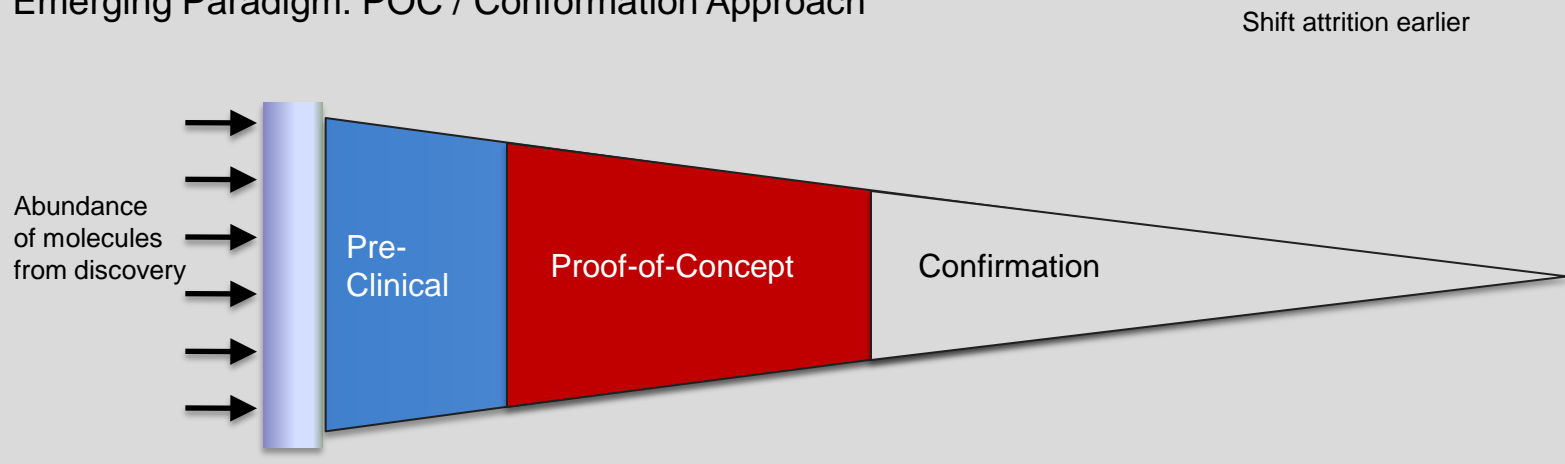 Emerging Paradigm: POC / Conformation Approach
Shift attrition earlier
Abundance
of molecules
from discovery
Pre-
Clinical
Proof-of-Concept
Confirmation